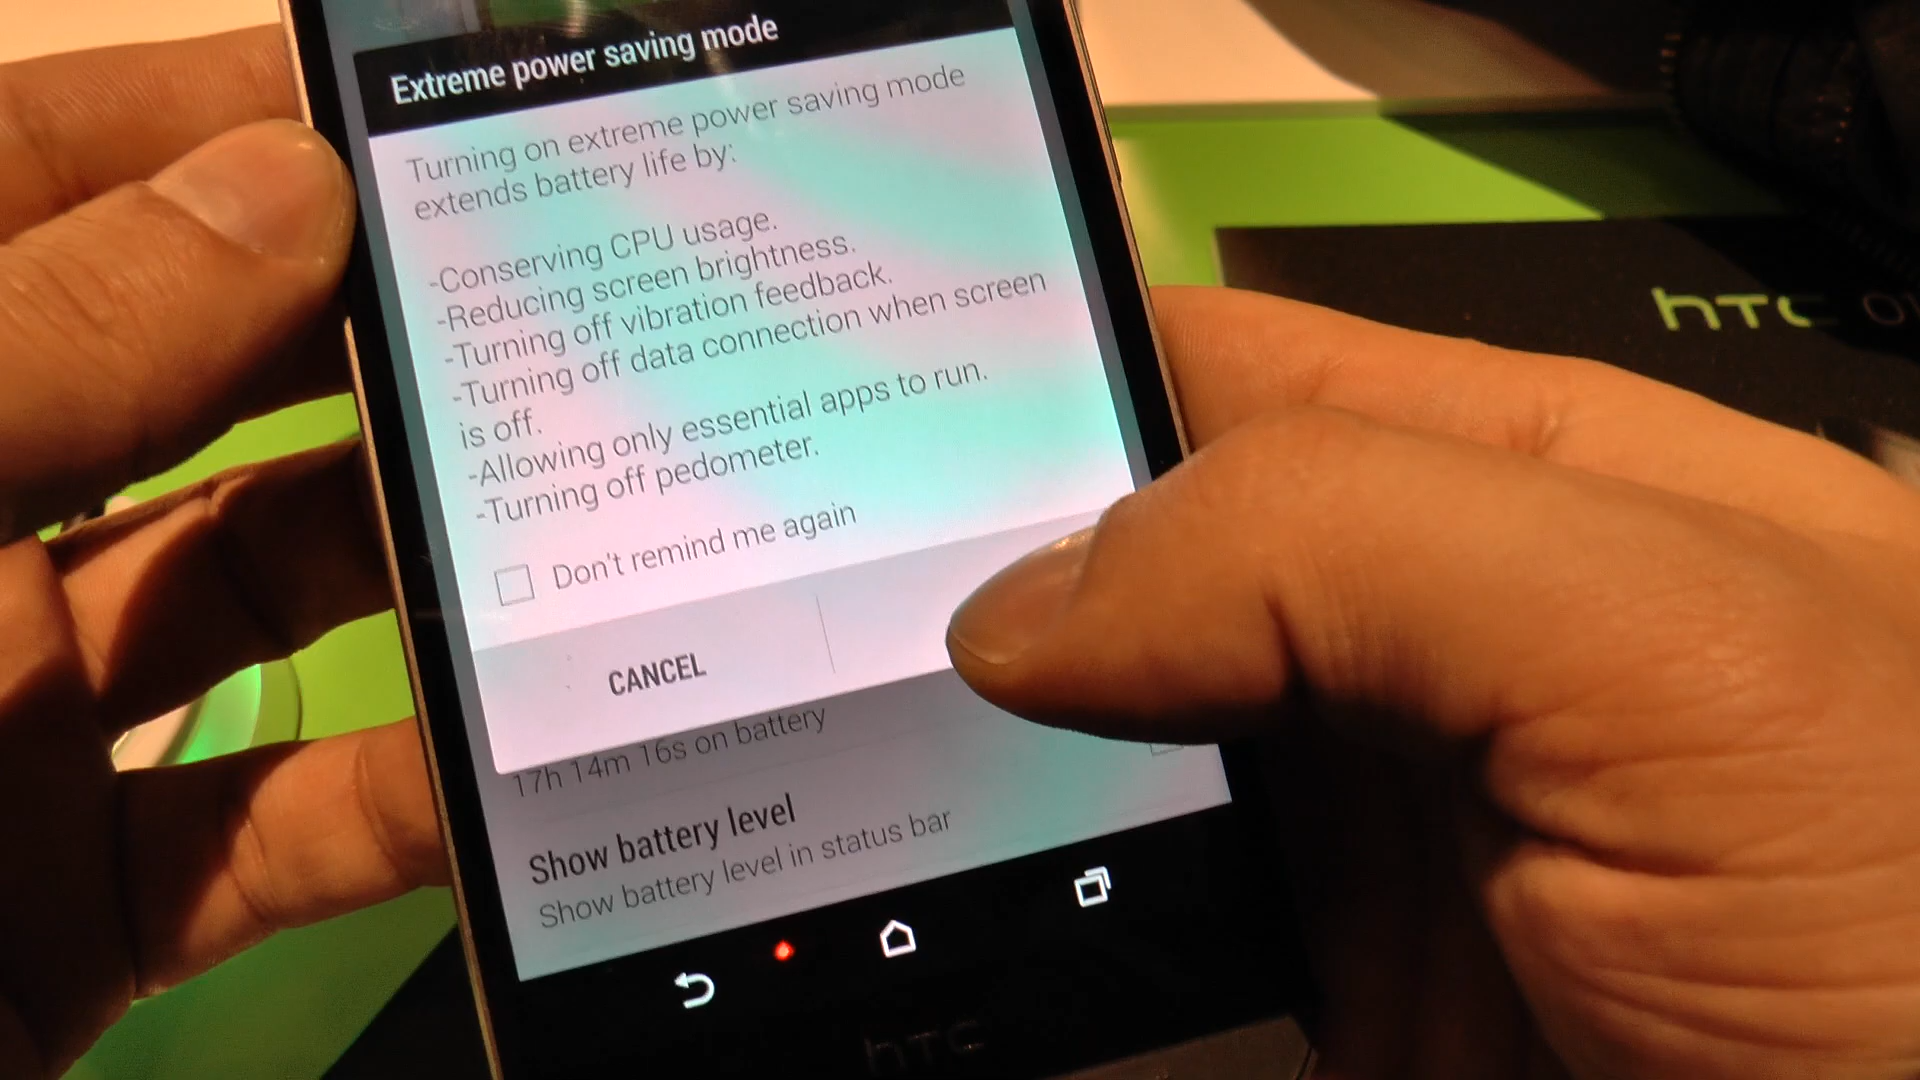 Extreme power saving mode
Turning on extreme power saving mode
extends battery life by:
-Conserving CPU usage.
-Reducing screen brightness.
-Turning off vibration feedback.
-Turning off data connection when screen
is off.
-Allowing only essential apps to run.
-Turning off pedometer.
Don't remind me again
CANCEL
17h 14m 16s on battery
Show battery level
Show battery level in status bar
hTC
hTC